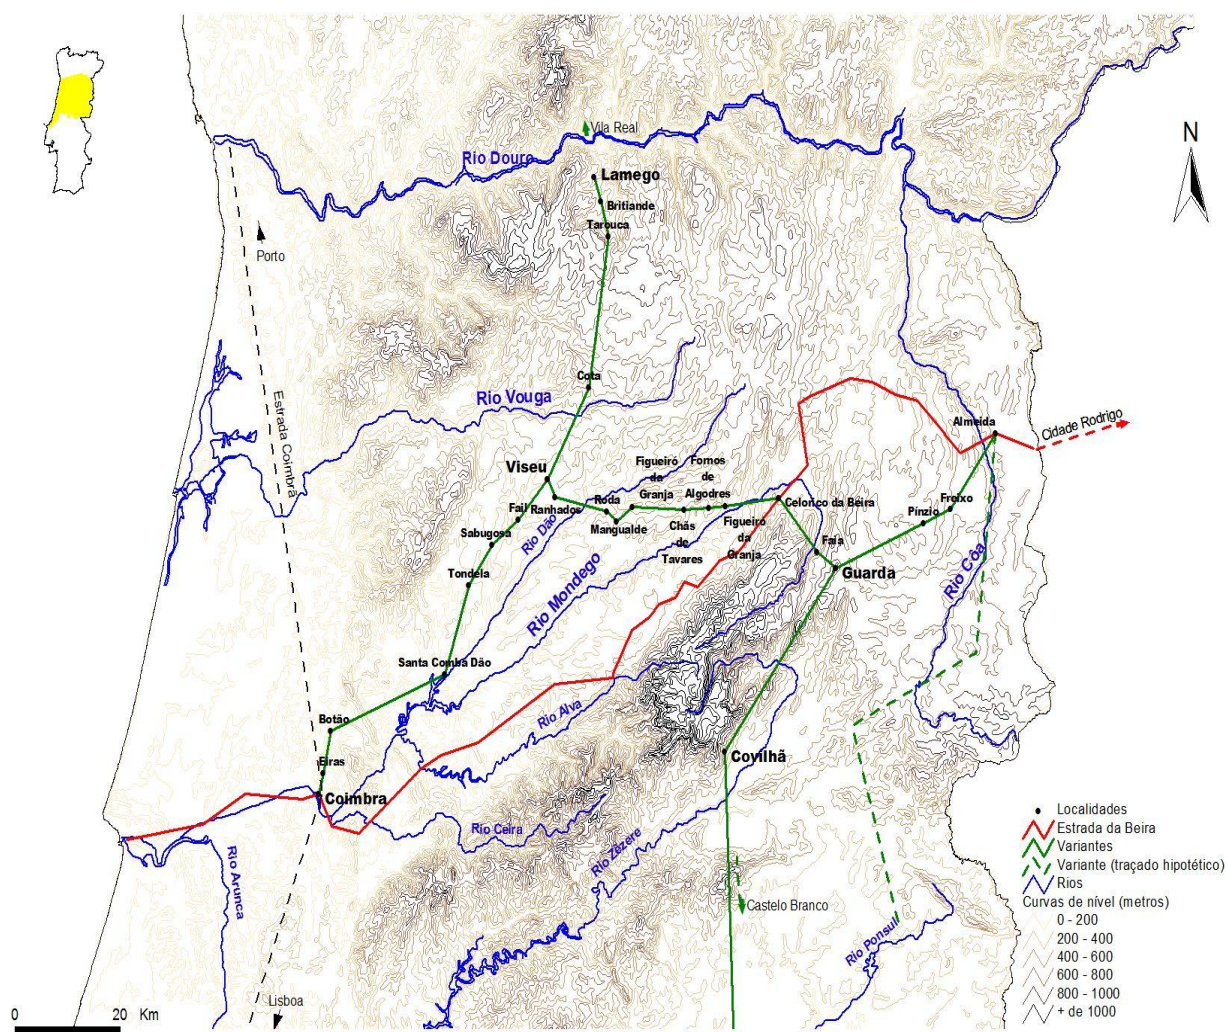 N
Vila Real
Rio Douro
Lamego
Britiande
Tarouca
Porto
Estrada Coimbra
Cota
Rio Vouga
Almeida
Cidade Rodrigo
Viseu
Figueiró
da
Granja
Fornos
de
Algodres
Ranhados
Roda
Mangualde
Celorico da Beira
Fail
Rio Dão
Chãs
de
Tavares
Figueiró
da
Granja
Freixo
Pínzio
Sabugosa
Faia
Tondela
Rio Mondego
Guarda
Rio Côa
Santa Comba Dão
Rio Alva
Botão
Eiras
Covilhã
Coimbra
Rio Ceira
Rio Zêzere
Rio Arunca
Castelo Branco
Rio Ponsul
Lisboa
Localidades
Estrada da Beira
Variantes
Variante (traçado hipotético)
Rios
Curvas de nível (metros)
0 - 200
200 - 400
400 - 600
600 - 800
800 - 1000
+ de 1000
0 20 Km